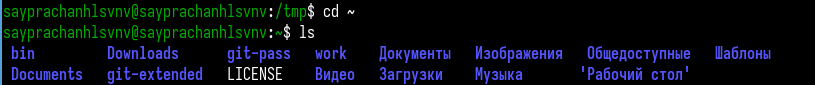 sayprachanhlsvnv@sayprachanhlsvnv:/tmp$ cd ~
sayprachanhlsvnv@sayprachanhlsvnv:~$ ls
bin Downloads git-pass work Документы Изображения Общедоступные Шаблоны
Documents git-extended LICENSE Видео Загрузки Музыка 'Рабочий стол'